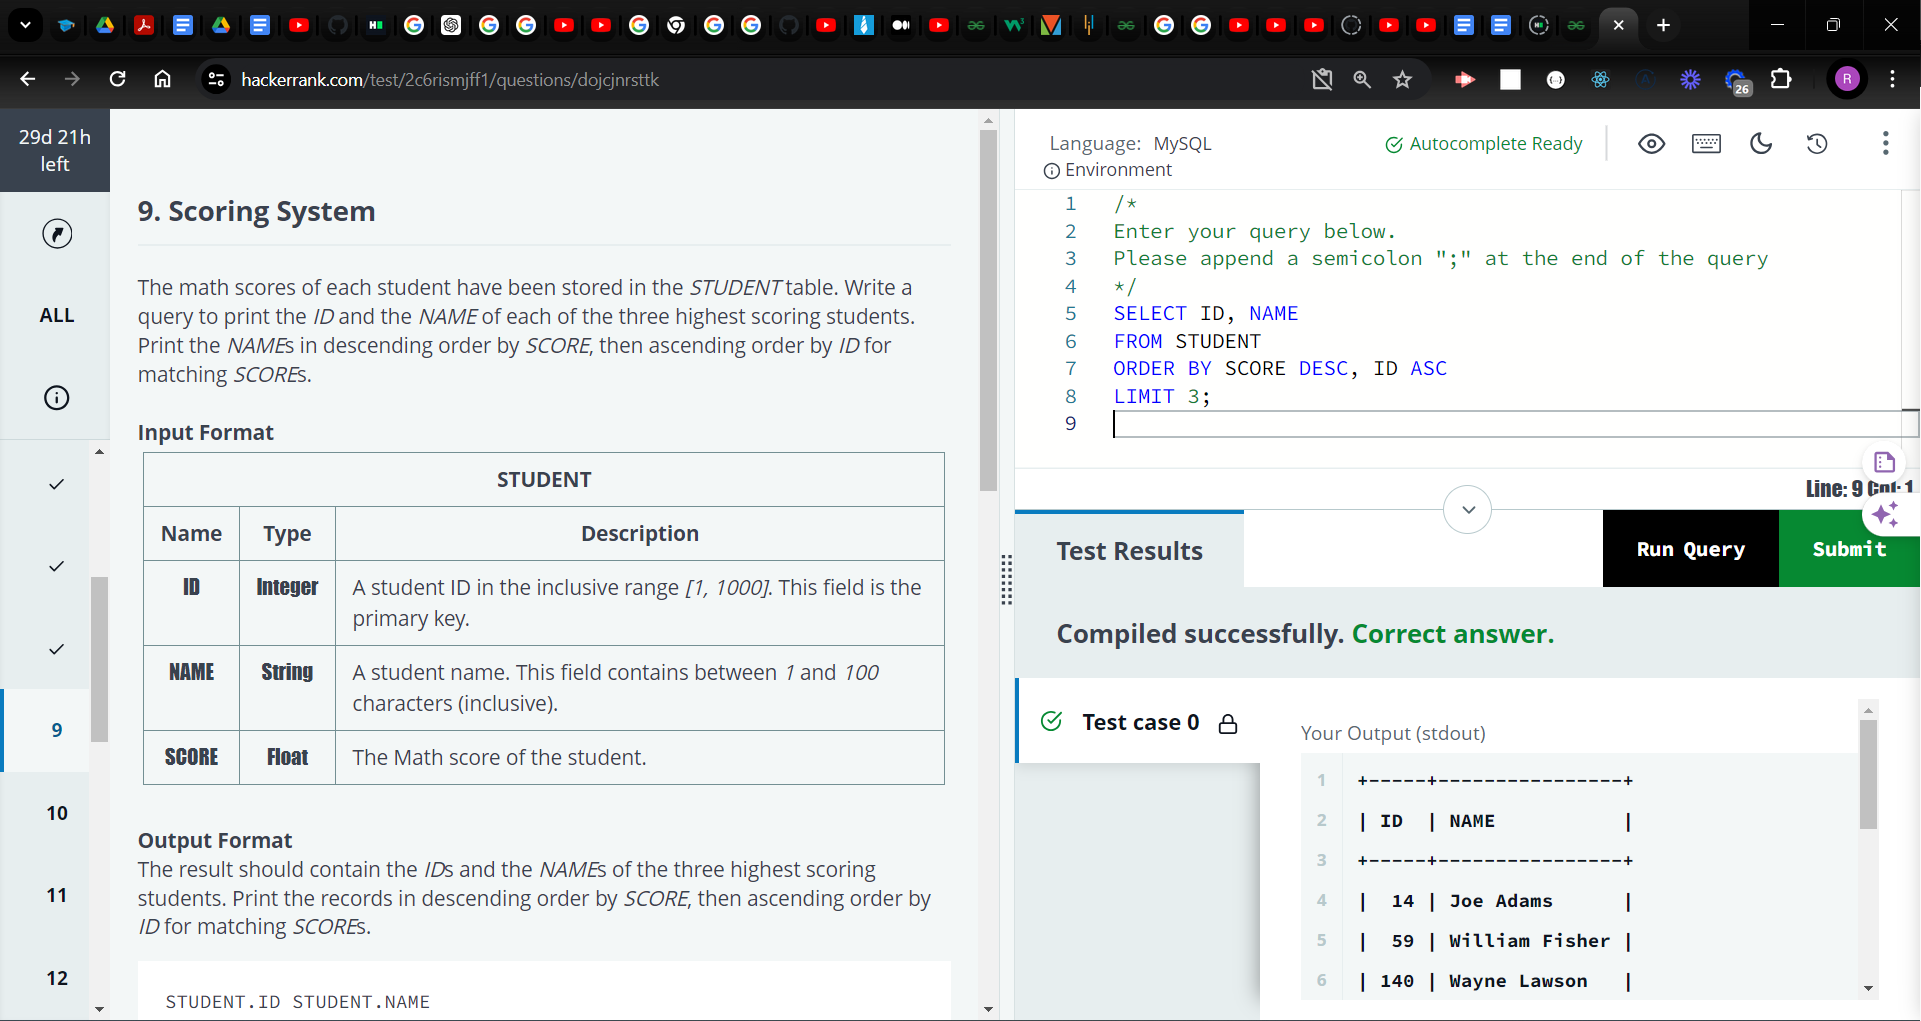 hackerrank.com/test/2c6rismjff1/questions/dojcjnrsttk
26
R
29d 21h
left
ALL
9
10
11
12
9. Scoring System
The math scores of each student have been stored in the STUDENT table. Write a
query to print the ID and the NAME of each of the three highest scoring students.
Print the NAMEs in descending order by SCORE, then ascending order by ID for
matching SCOREs.
Input Format
STUDENT
Name Type Description
ID Integer A student ID in the inclusive range [1, 1000]. This field is the
primary key.
NAME String A student name. This field contains between 1 and 100
characters (inclusive).
SCORE Float The Math score of the student.
Output Format
The result should contain the IDs and the NAMEs of the three highest scoring
students. Print the records in descending order by SCORE, then ascending order by
ID for matching SCOREs.
STUDENT.ID STUDENT.NAME
Language: MySQL
Autocomplete Ready
Environment
1 /*
2 Enter your query below.
3 Please append a semicolon ";" at the end of the query
4 */
5 SELECT ID, NAME
6 FROM STUDENT
7 ORDER BY SCORE DESC, ID ASC
8 LIMIT 3;
9
Line: 9 Col: 1
Test Results
Run Query
Submit
Compiled successfully. Correct answer.
Test case 0
Your Output (stdout)
1 +-----+----------------+
2 | ID | NAME |
3 +-----+----------------+
4 | 14 | Joe Adams |
5 | 59 | William Fisher |
6 | 140 | Wayne Lawson |